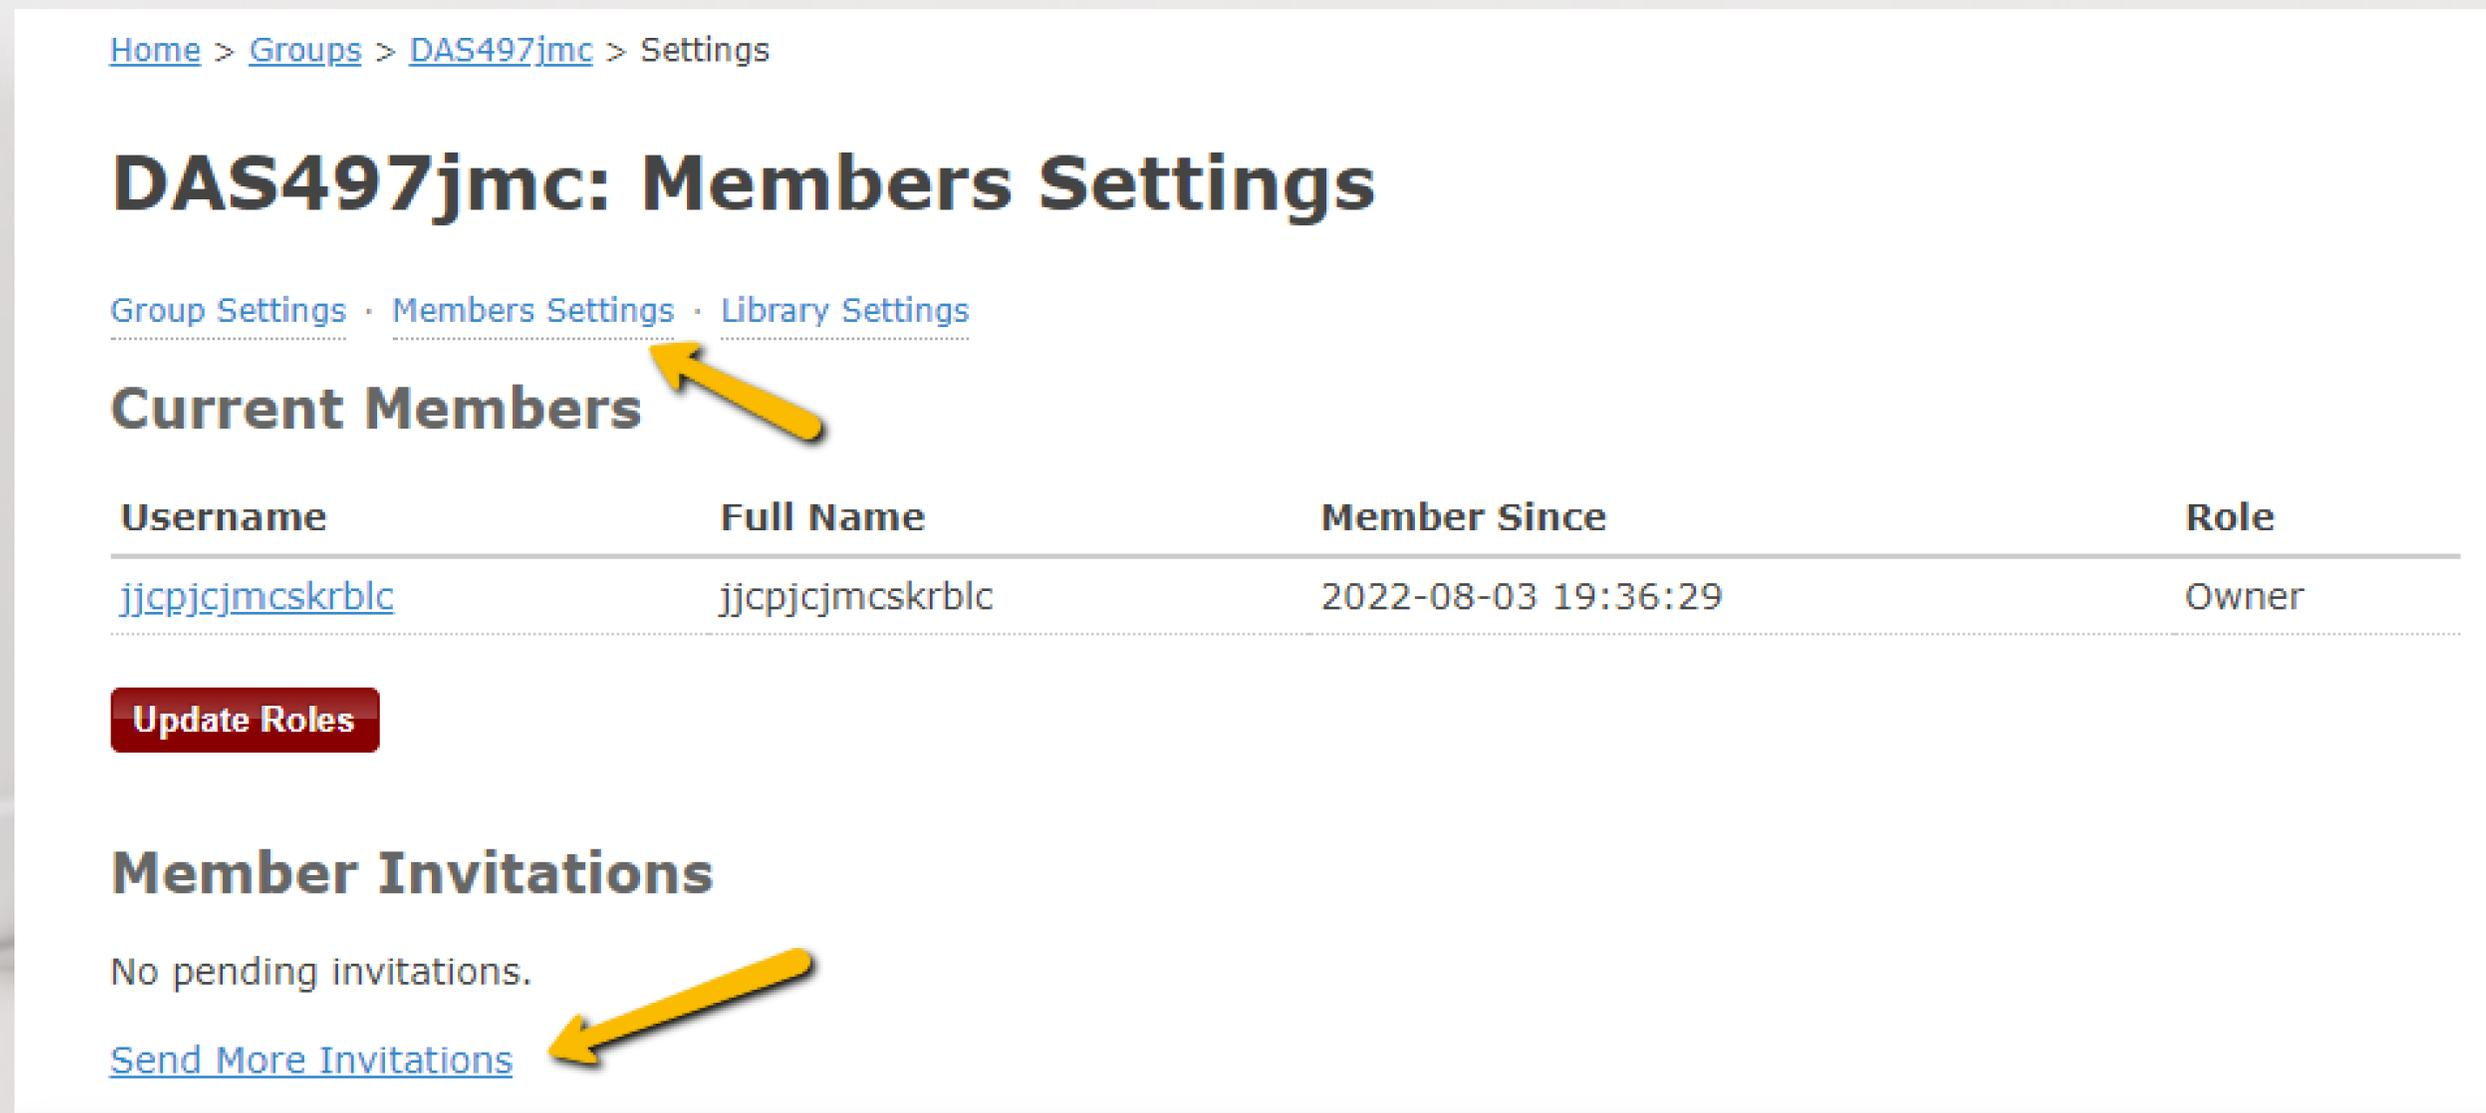 Home > Groups > DAS497jmc > Settings
DAS497jmc: Members Settings
Group Settings · Members Settings · Library Settings
Current Members
Username Full Name Member Since Role
jjcpjcjmcskrblc jjcpjcjmcskrblc 2022-08-03 19:36:29 Owner
Update Roles
Member Invitations
No pending invitations.
Send More Invitations